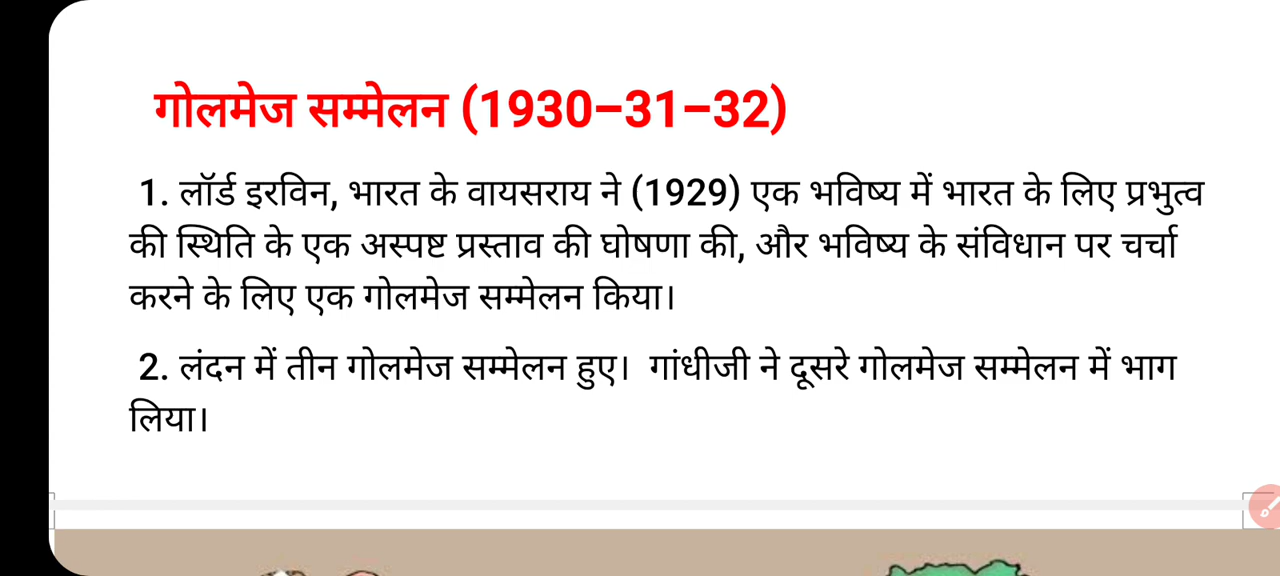 गोलमेज सम्मेलन (1930–31–32)
1. लॉर्ड इरविन, भारत के वायसराय ने (1929) एक भविष्य में भारत के लिए प्रभुत्व
की स्थिति के एक अस्पष्ट प्रस्ताव की घोषणा की, और भविष्य के संविधान पर चर्चा
करने के लिए एक गोलमेज सम्मेलन किया।
2. लंदन में तीन गोलमेज सम्मेलन हुए। गांधीजी ने दूसरे गोलमेज सम्मेलन में भाग
लिया।